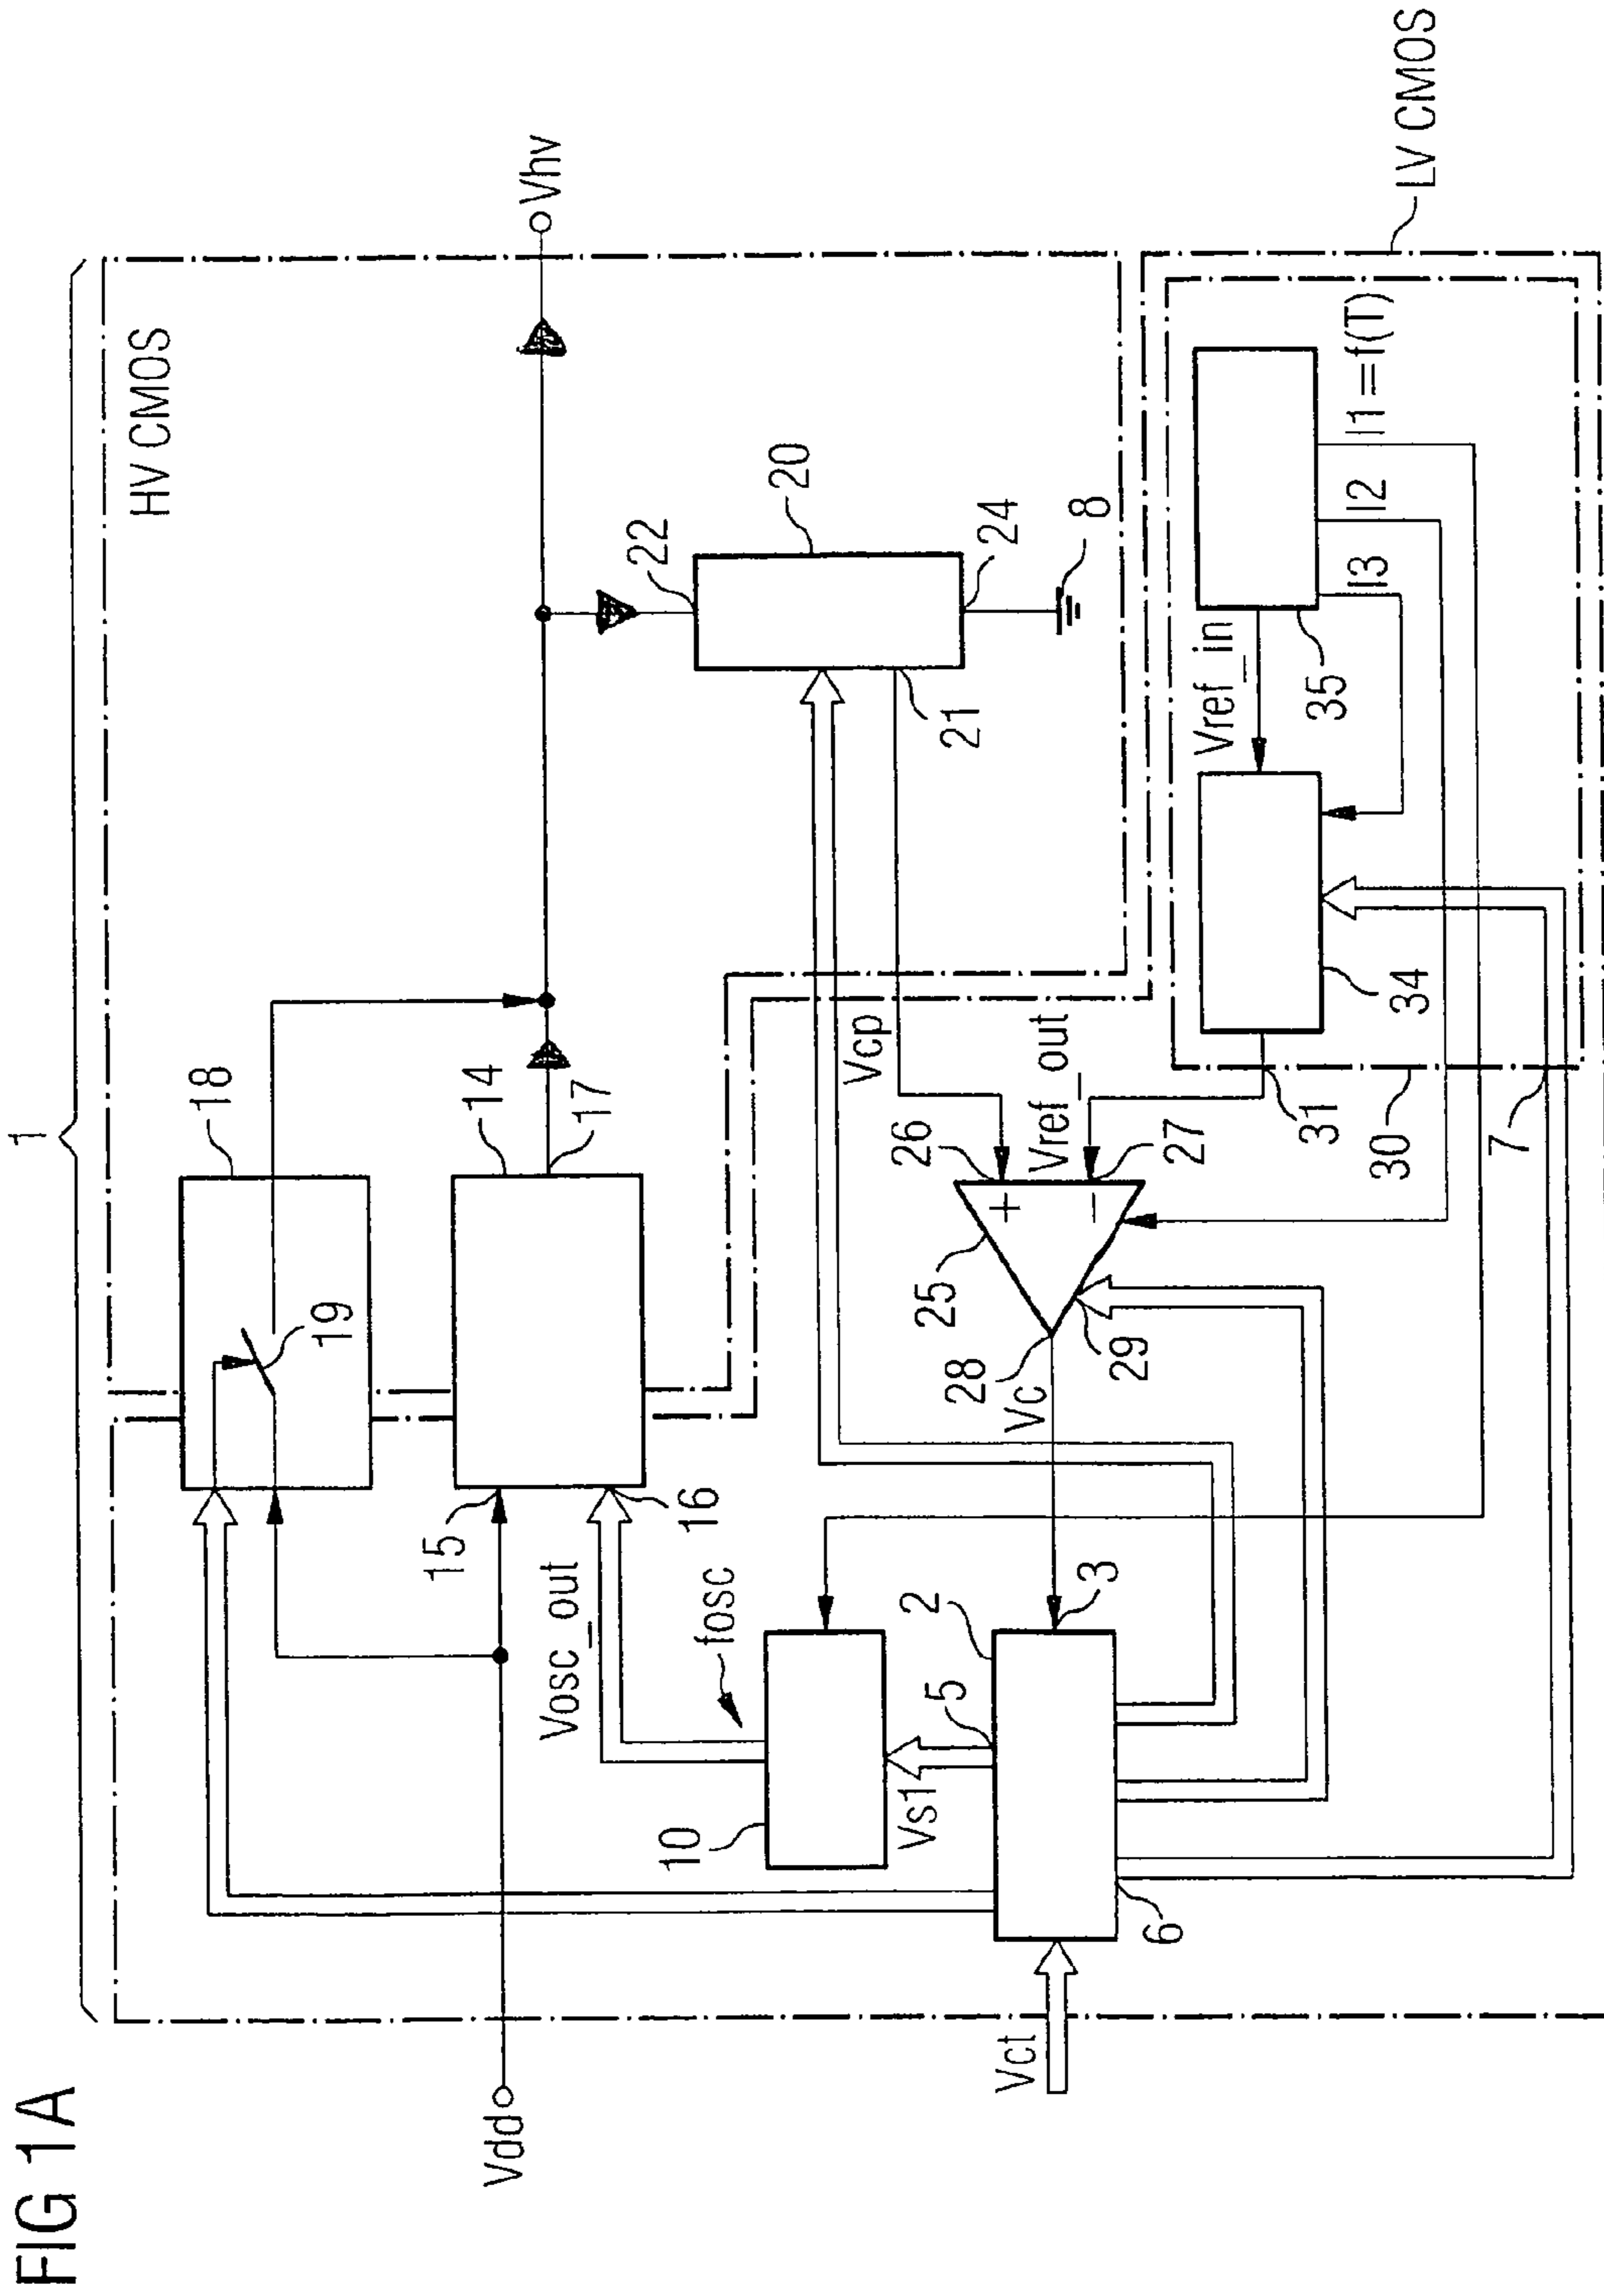 FIG 1A
1
HV CMOS
18
19
Vdd
Vhv
14
15
16
17
Vosc_out
fosc
22
20
21
24
8
10
Vs1
5
2
3
Vcp
26
+
25
28
Vc
29
−
27
Vref_out
Vct
6
31
30
7
34
Vref_in
35
I3
I2
I1=f(T)
LV CMOS